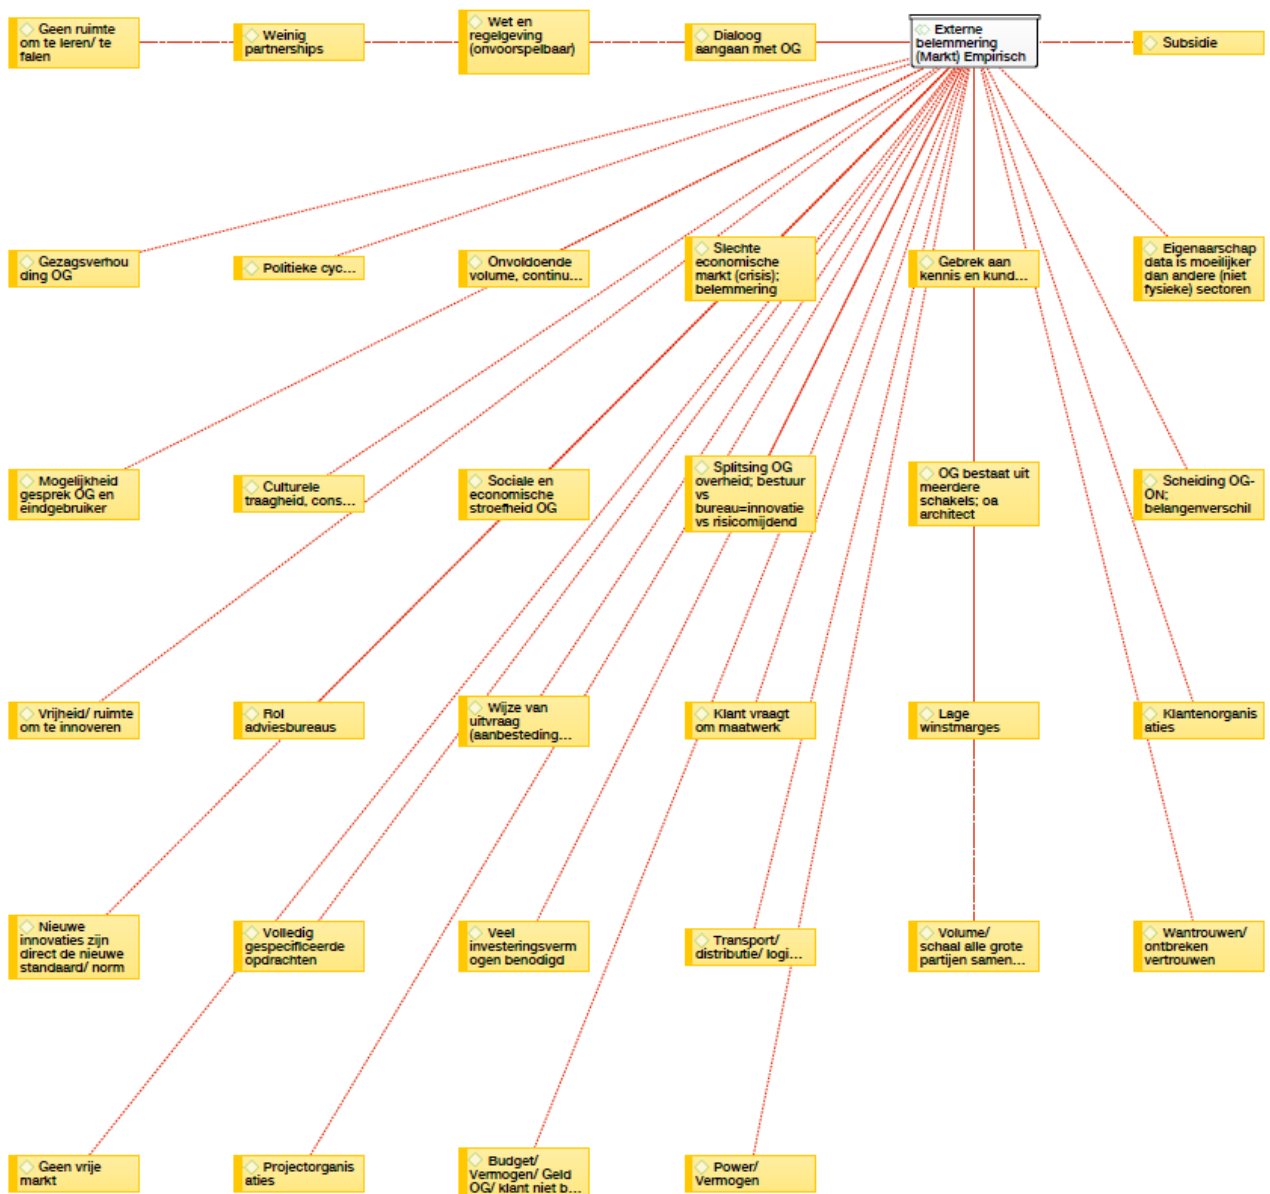 Geen ruimte
om te leren/ te
falen
Weinig
partnerships
Wet en
regelgeving
(onvoorspelbaar)
Dialoog
aangaan met OG
Externe
belemmering
(Markt) Empirisch
Subsidie
Gezagsverhou
ding OG
Politieke cyc...
Onvoldoende
volume, continu...
Slechte
economische
markt (crisis);
belemmering
Gebrek aan
kennis en kund...
Eigenaarschap
data is moeilijker
dan andere (niet
fysieke) sectoren
Mogelijkheid
gesprek OG en
eindgebruiker
Culturele
traagheid, cons...
Sociale en
economische
stroefheid OG
Splitsing OG
overheid; bestuur
vs
bureau=innovatie
vs risicomijdend
OG bestaat uit
meerdere
schakels; oa
architect
Scheiding OG-
ON;
belangenverschil
Vrijheid/ ruimte
om te innoveren
Rol
adviesbureaus
Wijze van
uitvraag
(aanbesteding...
Klant vraagt
om maatwerk
Lage
winstmarges
Klantenorganis
aties
Nieuwe
innovaties zijn
direct de nieuwe
standaard/ norm
Volledig
gespecificeerde
opdrachten
Veel
investeringsverm
ogen benodigd
Transport/
distributie/ logi...
Volume/
schaal alle grote
partijen samen...
Wantrouwen/
ontbreken
vertrouwen
Geen vrije
markt
Projectorganis
aties
Budget/
Vermogen/ Geld
OG/ klant niet b...
Power/
Vermogen